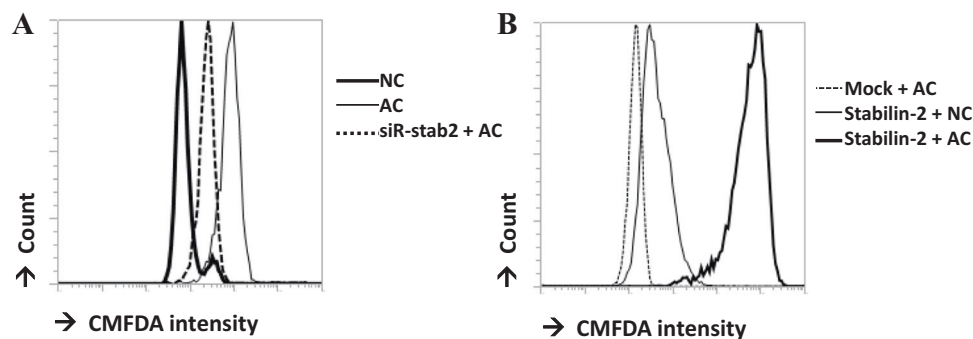 A
NC
AC
siR-stab2 + AC
→ Count
→ CMFDA intensity
B
Mock + AC
Stabilin-2 + NC
Stabilin-2 + AC
→ Count
→ CMFDA intensity